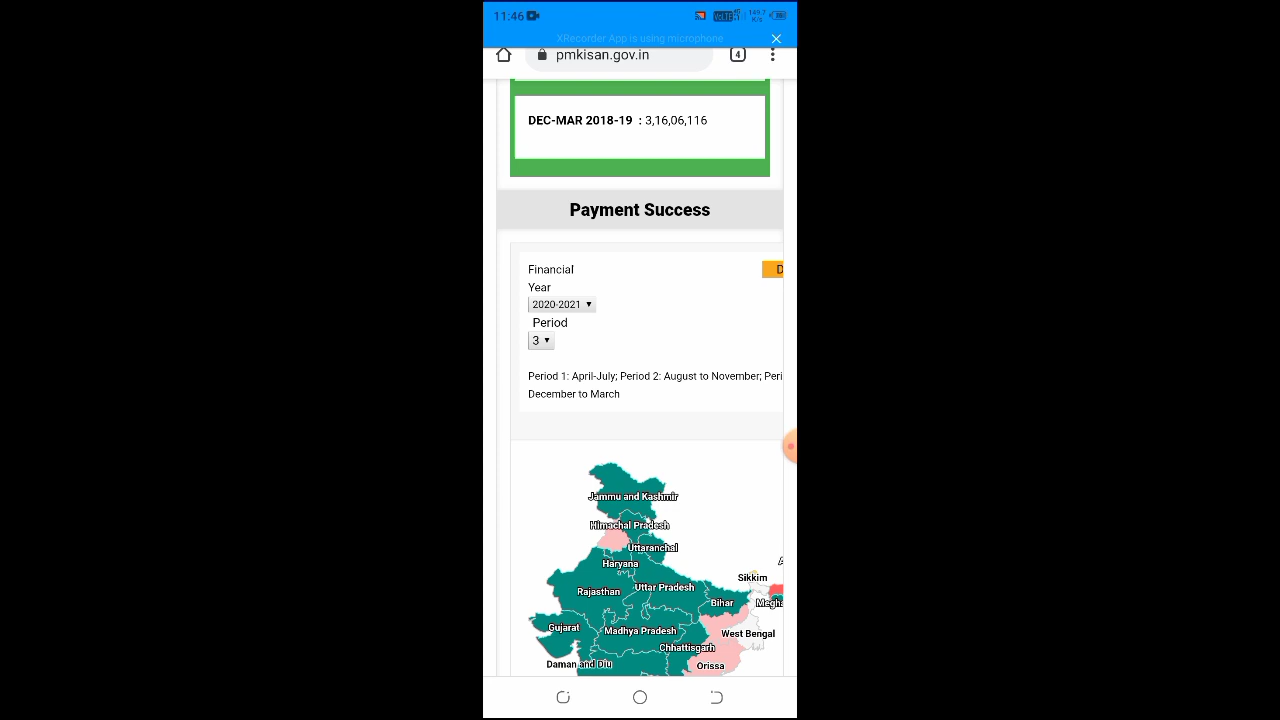 11:46
VoLTE
XRecorder App is using microphone
pmkisan.gov.in
4
DEC-MAR 2018-19 : 3,16,06,116
Payment Success
Financial
D
Year
2020-2021
Period
3
Period 1: April-July; Period 2: August to November; Peri
December to March
Jammu and Kashmir
Himachal Pradesh
Uttaranchal
Haryana
Sikkim
A
Rajasthan
Uttar Pradesh
Bihar
Megha
Gujarat
Madhya Pradesh
West Bengal
Chhattisgarh
Daman and Diu
Orissa